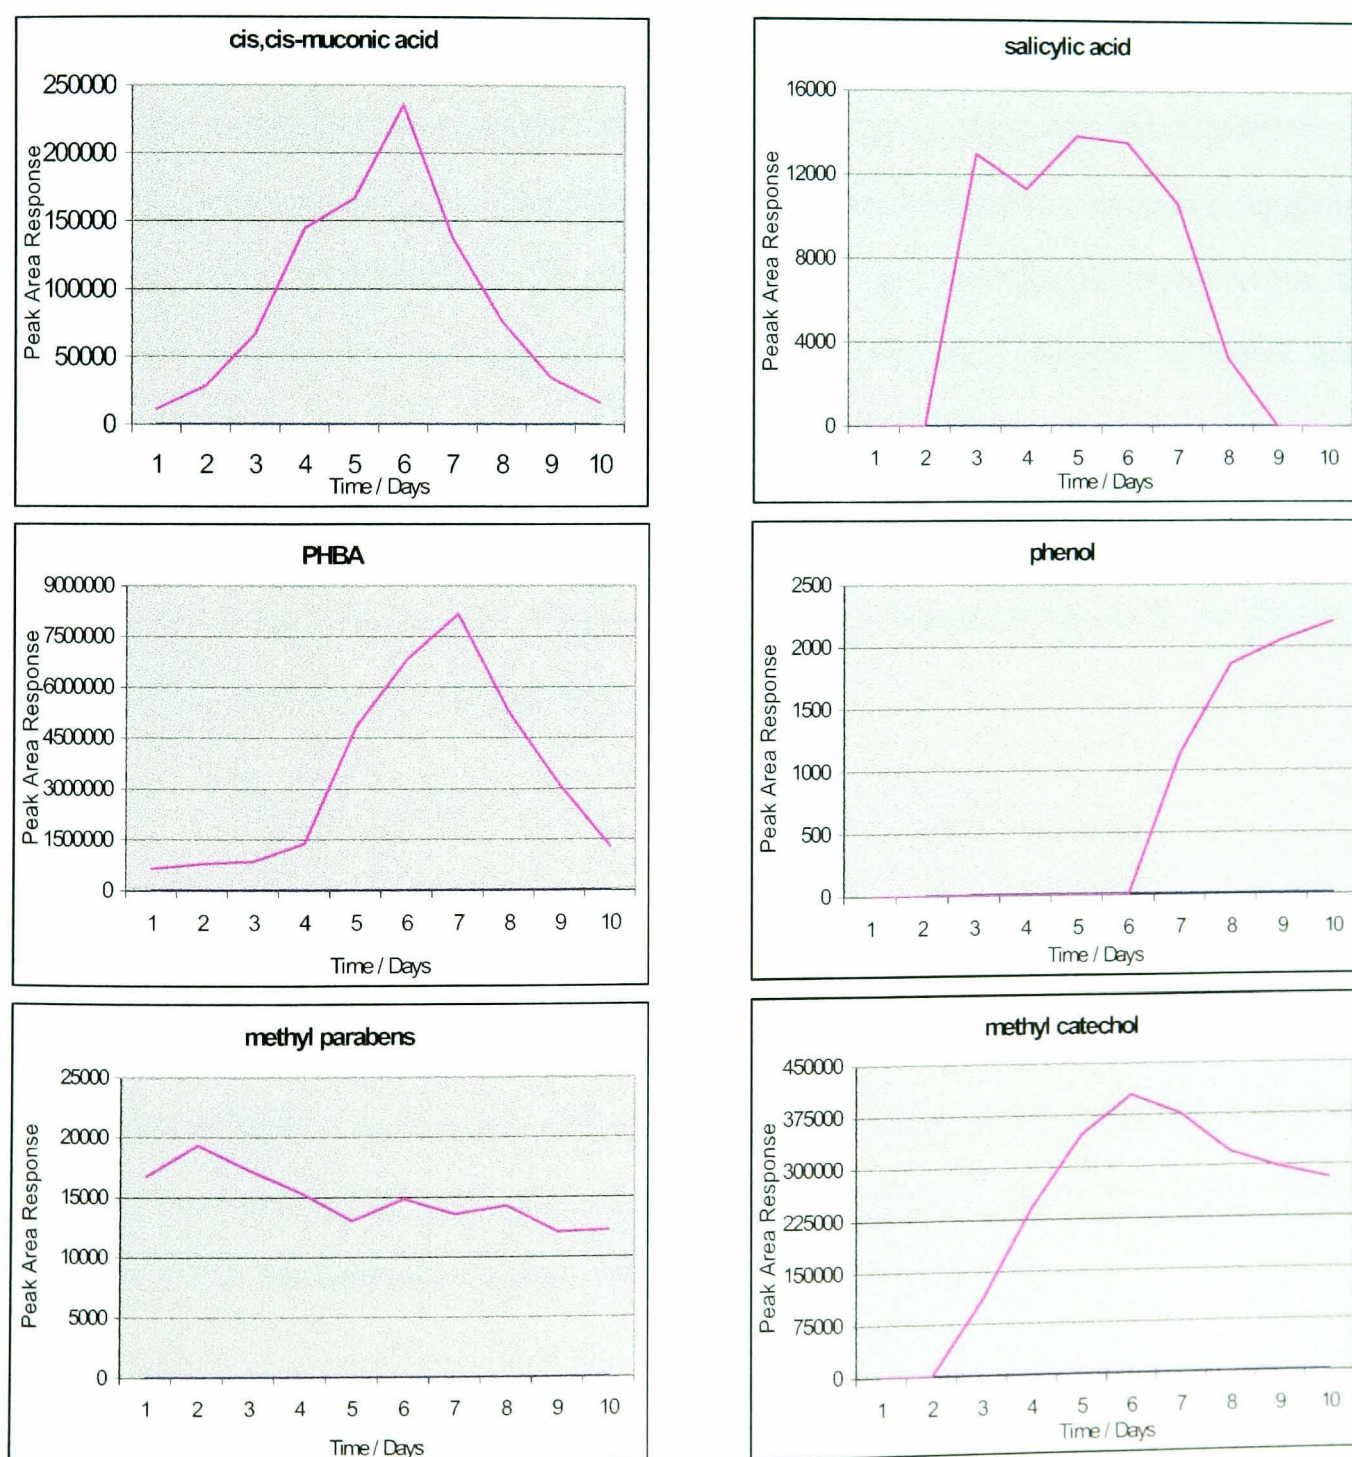 cis,cis-muconic acid
250000
200000
150000
100000
50000
0
Peak Area Response
1 2 3 4 5 6 7 8 9 10
Time / Days
salicylic acid
16000
12000
8000
4000
0
Peaak Area Response
1 2 3 4 5 6 7 8 9 10
Time / Days
PHBA
9000000
7500000
6000000
4500000
3000000
1500000
0
Peak Area Response
1 2 3 4 5 6 7 8 9 10
Time / Days
phenol
2500
2000
1500
1000
500
0
Peak Area Response
1 2 3 4 5 6 7 8 9 10
Time / Days
methyl parabens
25000
20000
15000
10000
5000
0
Peak Area Response
1 2 3 4 5 6 7 8 9 10
Time / Days
methyl catechol
450000
375000
300000
225000
150000
75000
0
Peak Area Response
1 2 3 4 5 6 7 8 9 10
Time / Days